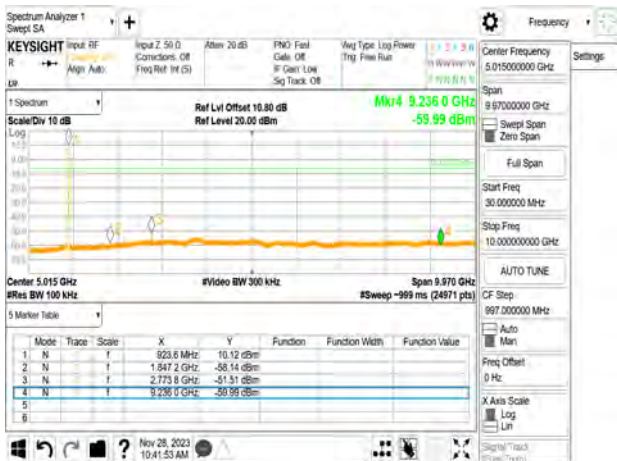 Spectrum Analyzer 1
Swept SA
+
Frequency
KEYSIGHT
Input: RF
Input Z: 50 Ω
Atten: 20 dB
PNO: Fast
Avg Type: Log Power
Center Frequency
Settings
R
Corrections: Off
Gate: Off
Trig: Free Run
5.015000000 GHz
Align: Auto
Freq Ref: Int (S)
IF Gain: Low
Sig Track: Off
Span
9.97000000 GHz
Swept Span
Zero Span
1 Spectrum
Ref Lvl Offset 10.80 dB
Mkr4 9.236 0 GHz
Scale/Div 10 dB
Ref Level 20.00 dBm
-59.99 dBm
Log
Full Span
Start Freq
30.000000 MHz
Stop Freq
10.000000000 GHz
AUTO TUNE
Center 5.015 GHz
#Video BW 300 kHz
Span 9.970 GHz
#Res BW 100 kHz
#Sweep ~999 ms (24971 pts)
CF Step
997.000000 MHz
Auto
Man
5 Marker Table
Mode Trace Scale X Y Function Function Width Function Value
1 N f 923.6 MHz 10.12 dBm
2 N f 1.847 2 GHz -58.14 dBm
3 N f 2.773 8 GHz -51.51 dBm
4 N f 9.236 0 GHz -59.99 dBm
5
6
Freq Offset
0 Hz
X Axis Scale
Log
Lin
Signal Track
?
Nov 28, 2023
10:41:53 AM